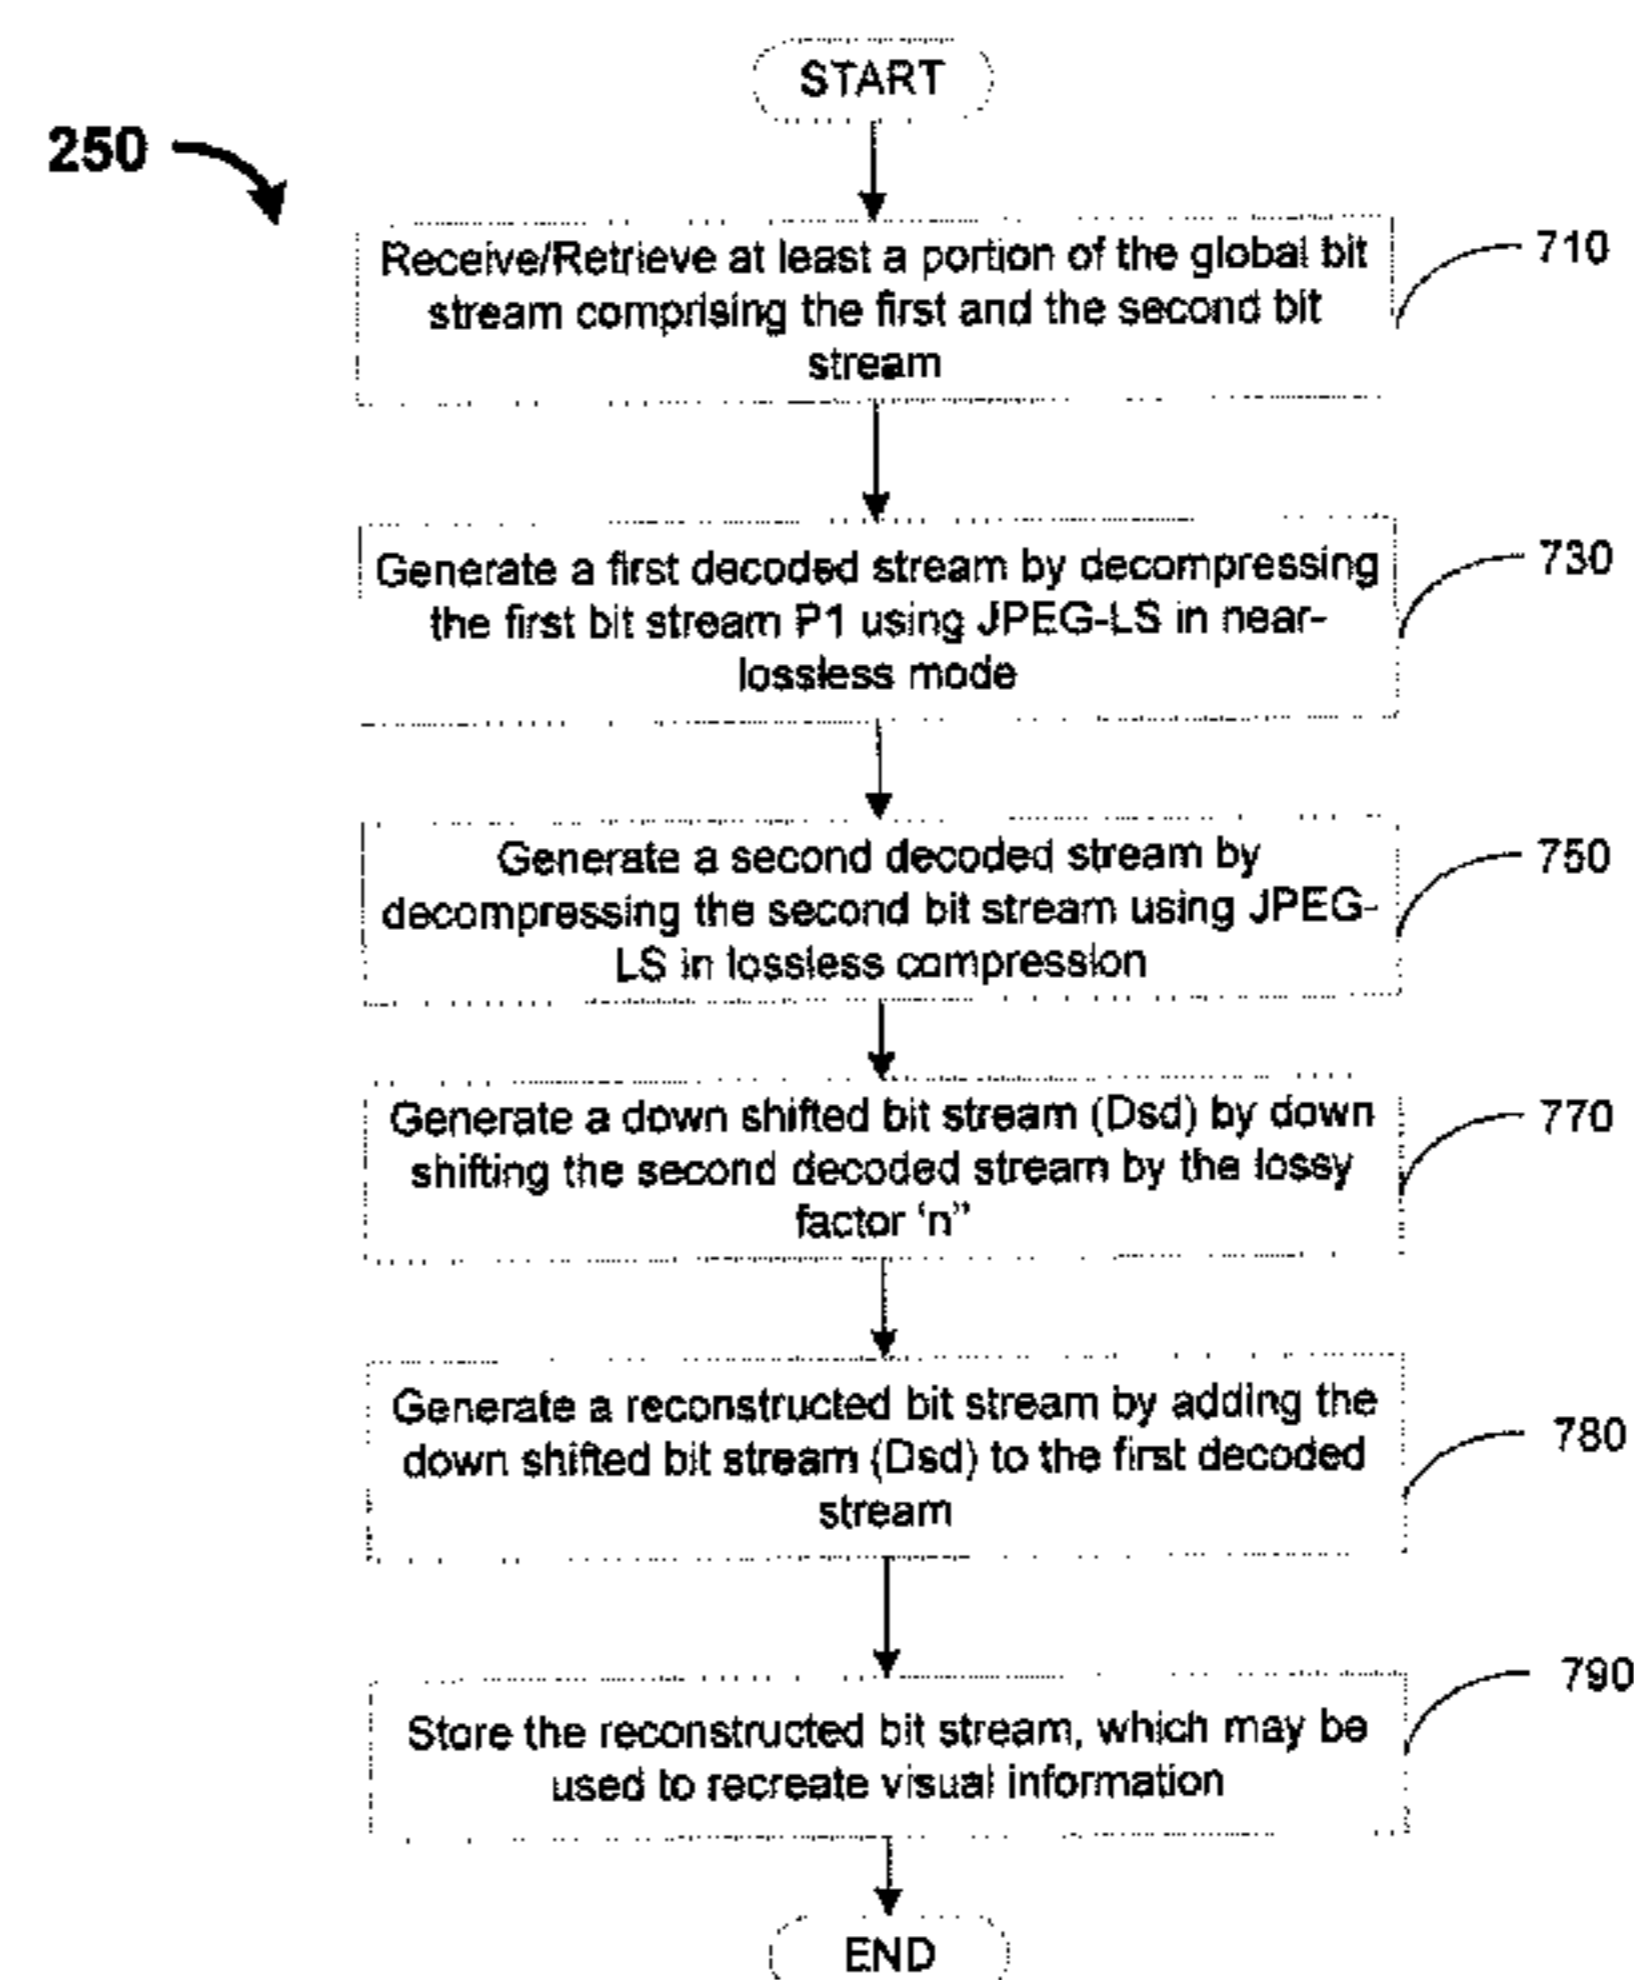 START
250
Receive/Retrieve at least a portion of the global bit
stream comprising the first and the second bit
stream
710
Generate a first decoded stream by decompressing
the first bit stream P1 using JPEG-LS in near-
lossless mode
730
Generate a second decoded stream by
decompressing the second bit stream using JPEG-
LS in lossless compression
750
Generate a down shifted bit stream (Dsd) by down
shifting the second decoded stream by the lossy
factor ‘n”
770
Generate a reconstructed bit stream by adding the
down shifted bit stream (Dsd) to the first decoded
stream
780
Store the reconstructed bit stream, which may be
used to recreate visual information
790
END